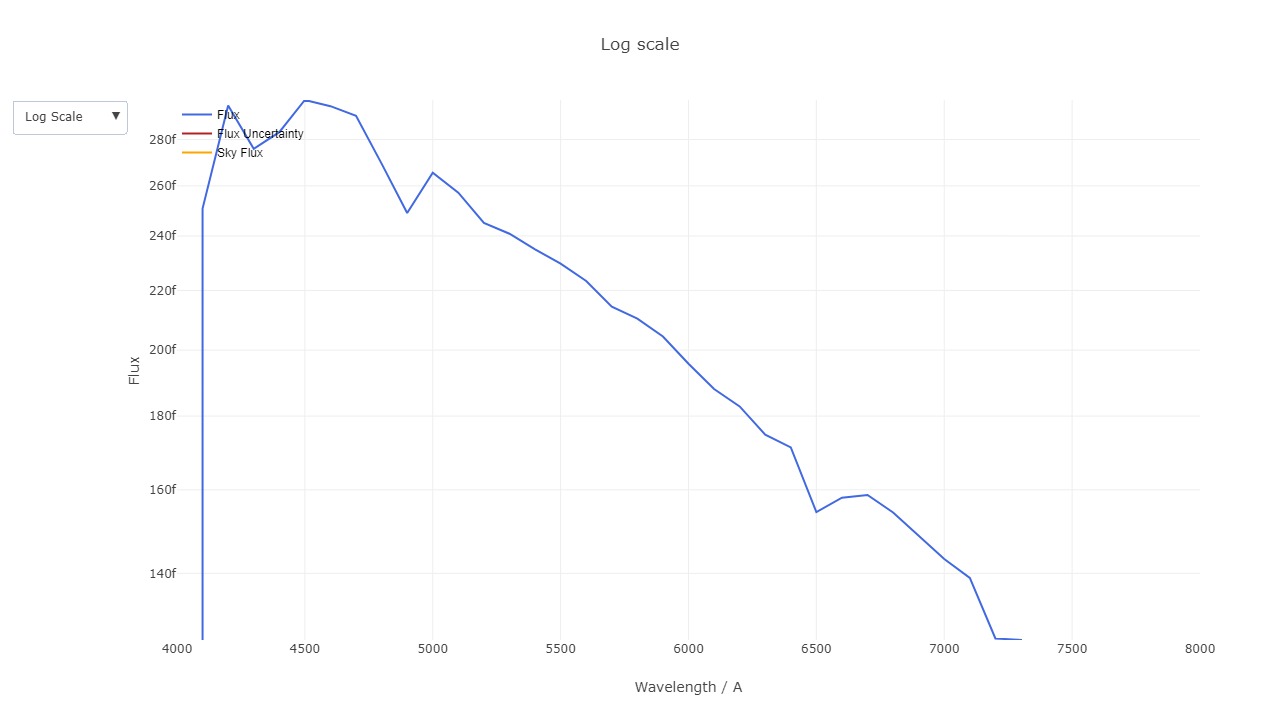 Log scale
Log Scale ▼
Flux
Flux Uncertainty
Sky Flux
280f
260f
240f
220f
200f
180f
160f
140f
Flux
4000 4500 5000 5500 6000 6500 7000 7500 8000
Wavelength / A